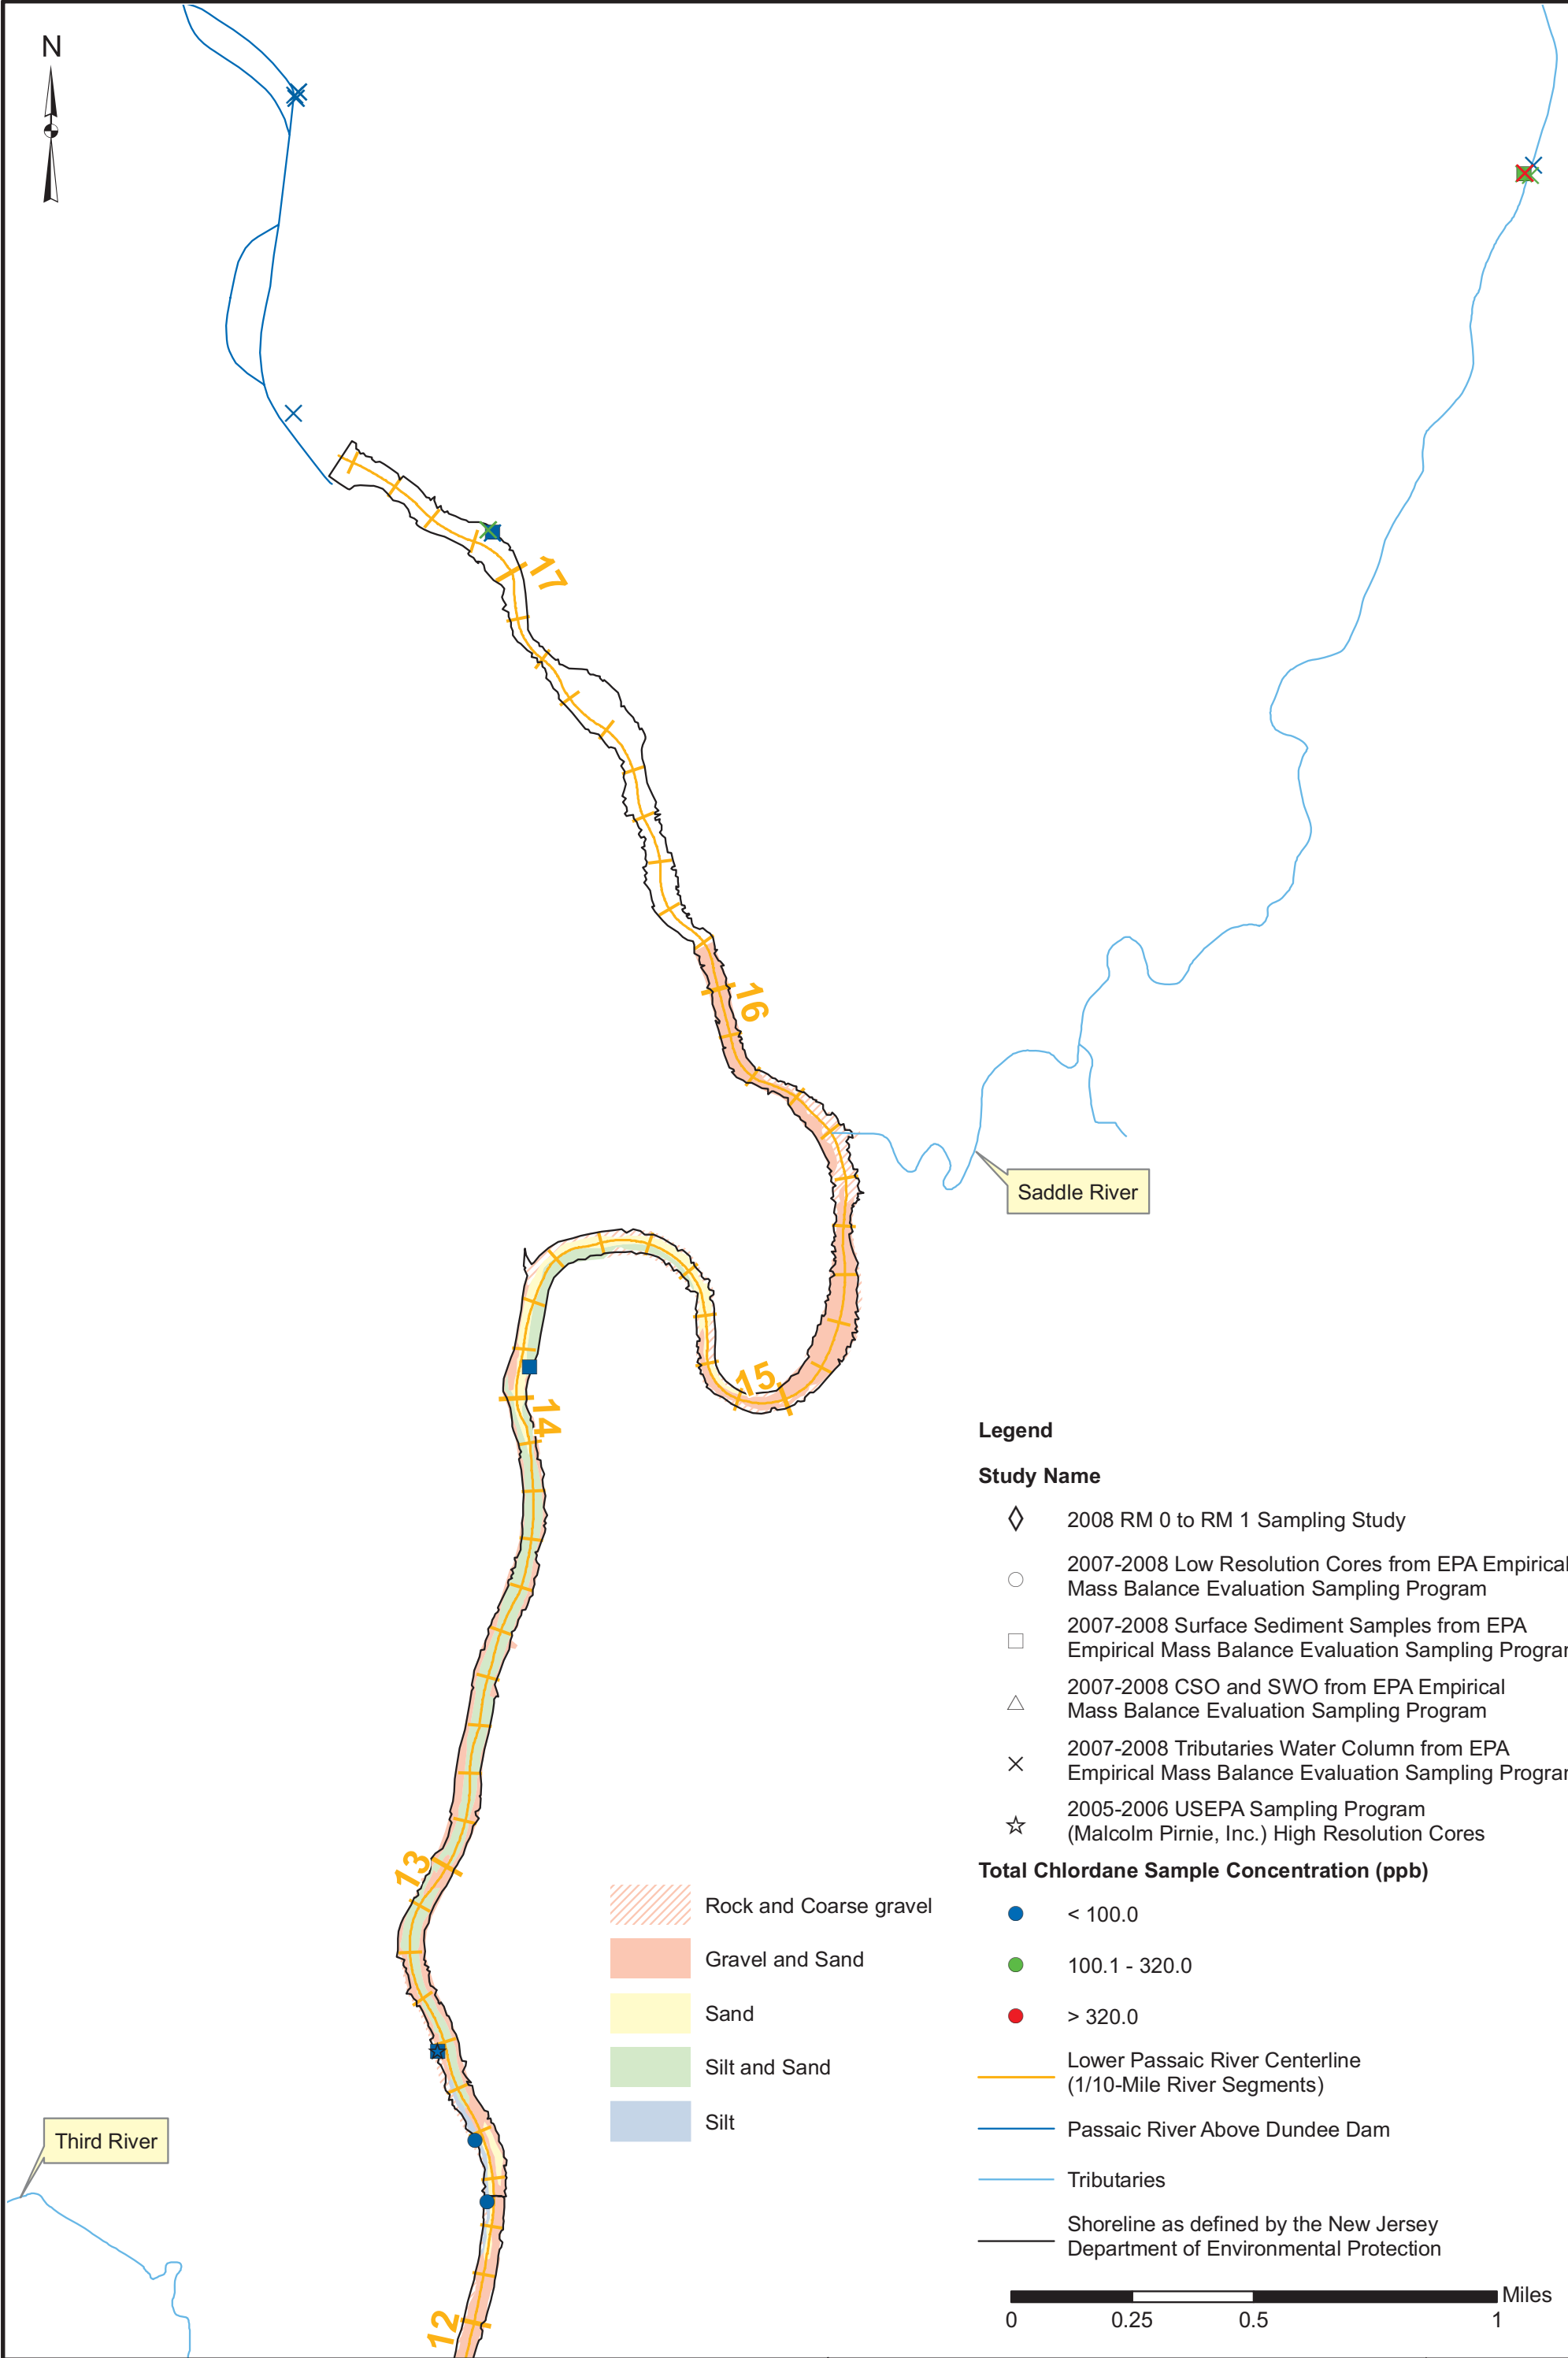 N
17
16
Saddle River
15
14
13
12
Third River
Rock and Coarse gravel
Gravel and Sand
Sand
Silt and Sand
Silt
Legend
Study Name
2008 RM 0 to RM 1 Sampling Study
2007-2008 Low Resolution Cores from EPA Empirical
Mass Balance Evaluation Sampling Program
2007-2008 Surface Sediment Samples from EPA
Empirical Mass Balance Evaluation Sampling Program
2007-2008 CSO and SWO from EPA Empirical
Mass Balance Evaluation Sampling Program
2007-2008 Tributaries Water Column from EPA
Empirical Mass Balance Evaluation Sampling Program
2005-2006 USEPA Sampling Program
(Malcolm Pirnie, Inc.) High Resolution Cores
Total Chlordane Sample Concentration (ppb)
< 100.0
100.1 - 320.0
> 320.0
Lower Passaic River Centerline
(1/10-Mile River Segments)
Passaic River Above Dundee Dam
Tributaries
Shoreline as defined by the New Jersey
Department of Environmental Protection
Miles
0 0.25 0.5 1